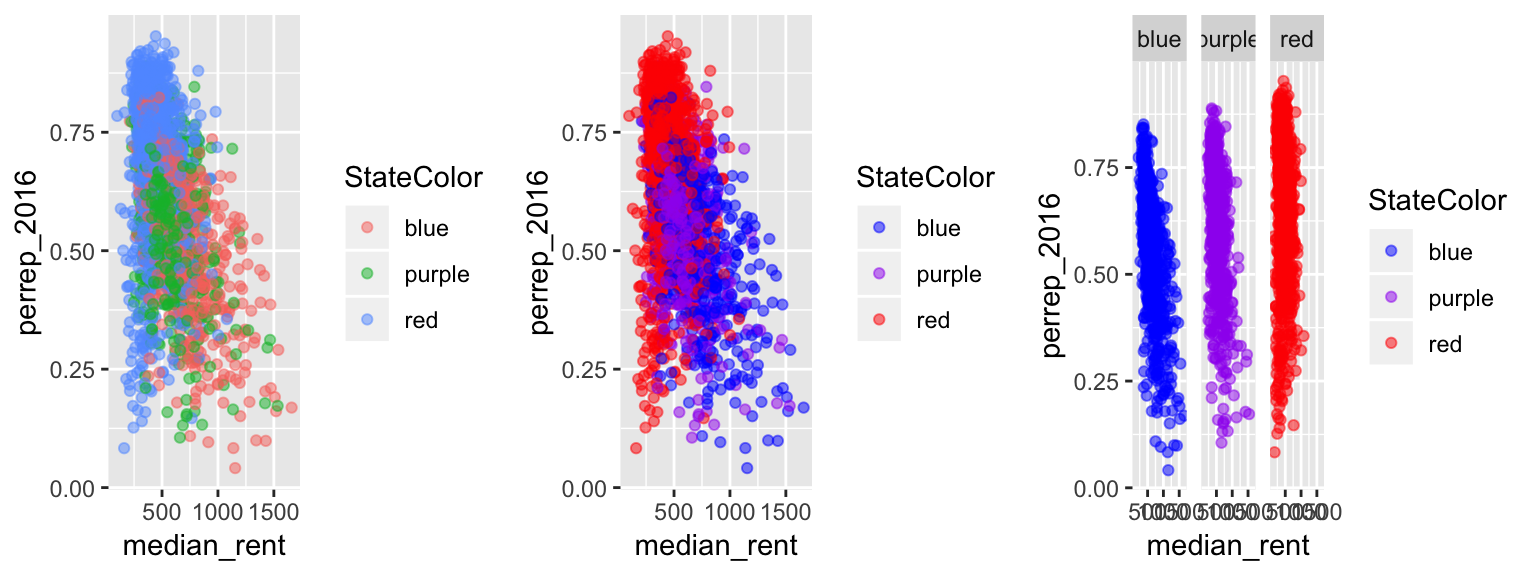 perrep_2016
0.75
0.50
0.25
0.00
500 1000 1500
median_rent
StateColor
blue
purple
red
perrep_2016
0.75
0.50
0.25
0.00
500 1000 1500
median_rent
StateColor
blue
purple
red
blue purple red
perrep_2016
0.75
0.50
0.25
0.00
median_rent
StateColor
blue
purple
red